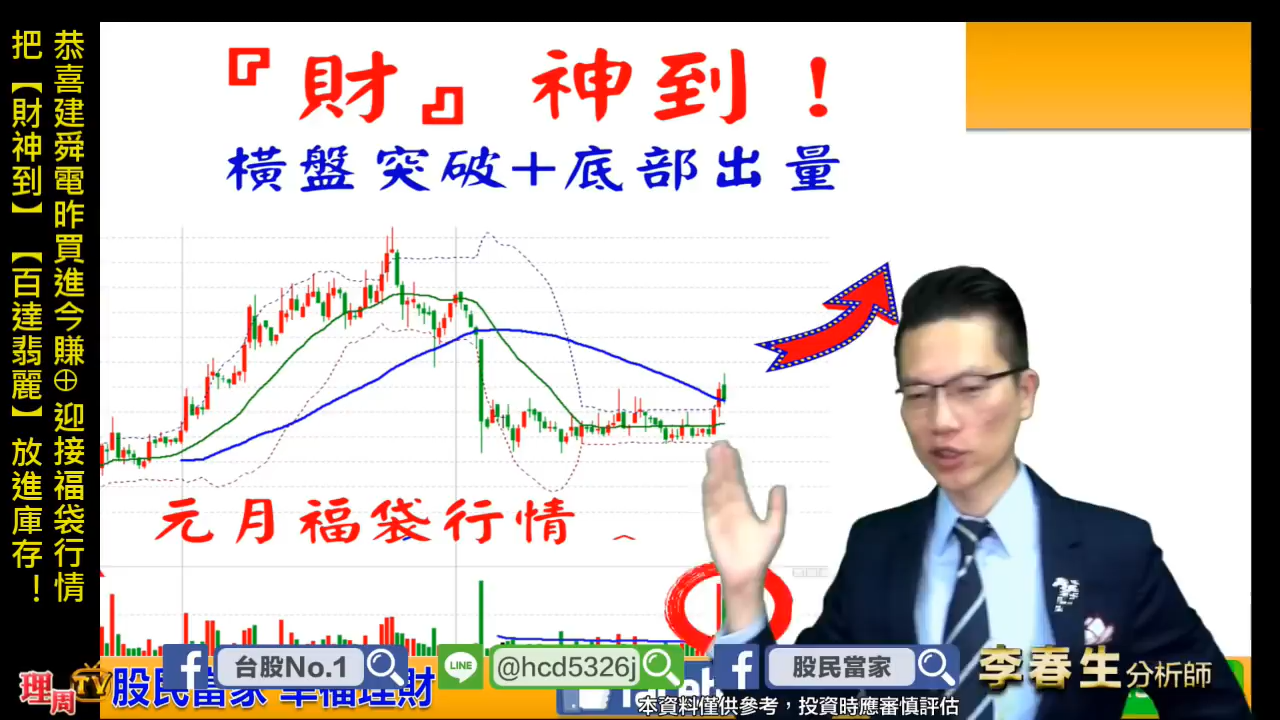 恭喜建舜電昨買進今賺⊕迎接福袋行情
把【財神到】【百達翡麗】放進庫存！
『財』神到！
橫盤突破＋底部出量
元月福袋行情
台股No.1
LINE
@hcd5326j
股民當家
李春生分析師
理周TV
股民當家 幸福理財
本資料僅供參考，投資時應審慎評估